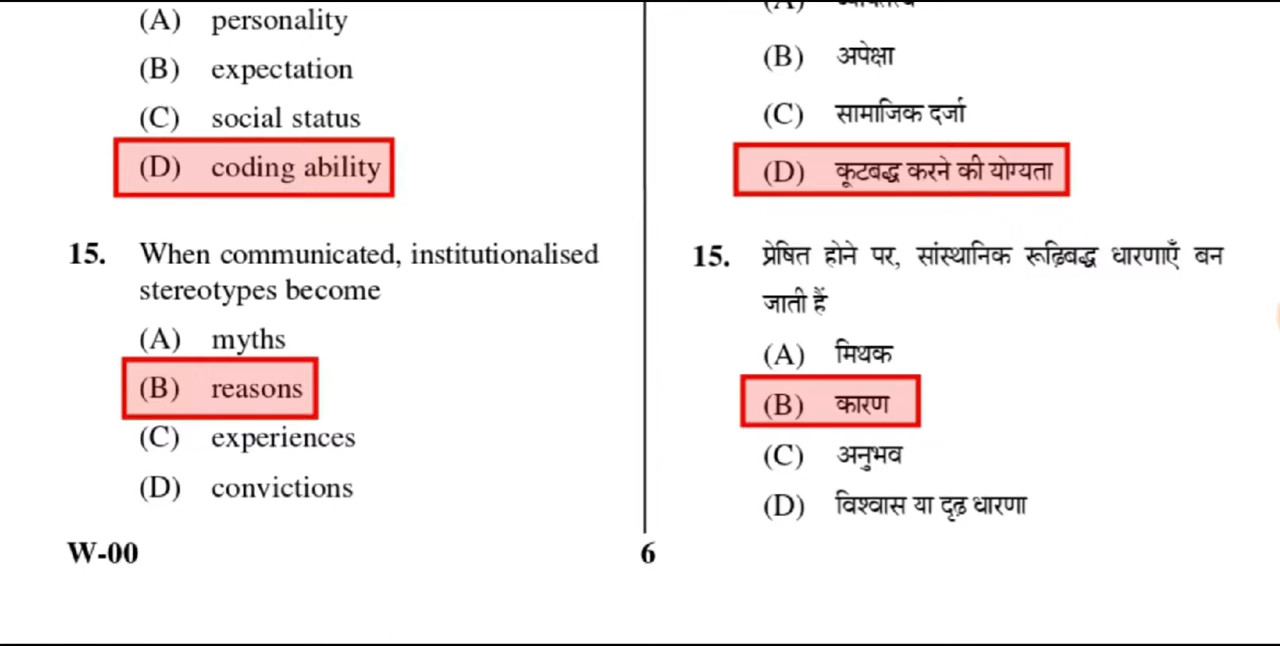 (A) personality
(B) expectation
(C) social status
(D) coding ability
15. When communicated, institutionalised
stereotypes become
(A) myths
(B) reasons
(C) experiences
(D) convictions
(B) अपेक्षा
(C) सामाजिक दर्जा
(D) कूटबद्ध करने की योग्यता
15. प्रेषित होने पर, सांस्थानिक रूढ़िबद्ध धारणाएँ बन
जाती हैं
(A) मिथक
(B) कारण
(C) अनुभव
(D) विश्वास या दृढ़ धारणा
W-00
6